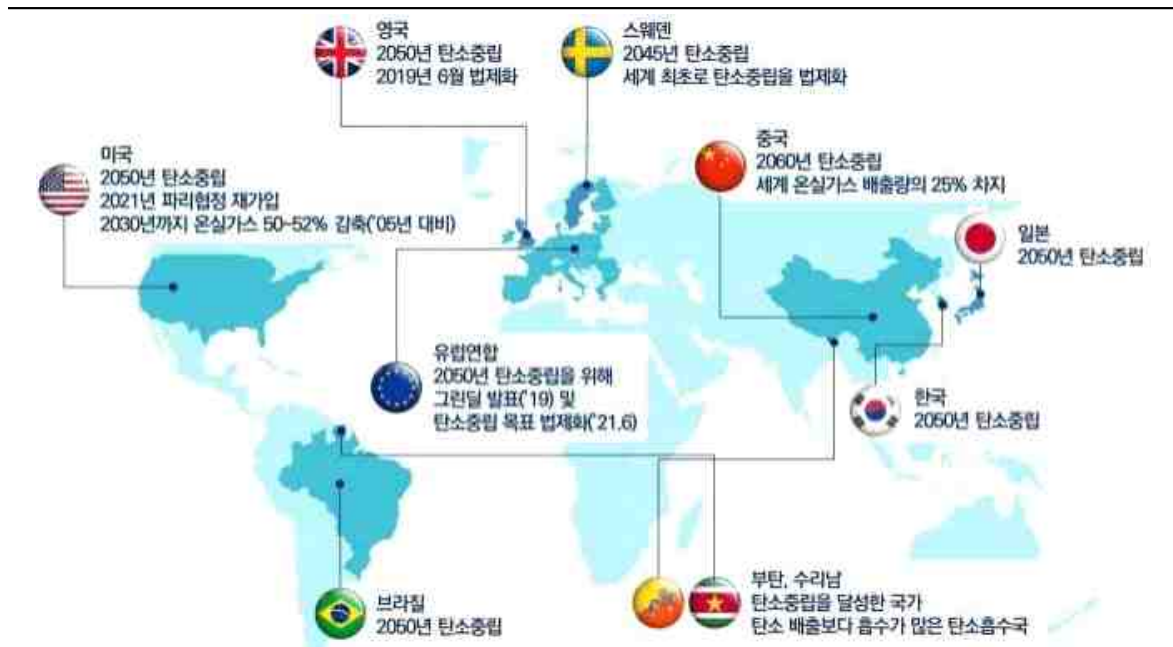 영국
2050년 탄소중립
2019년 6월 법제화
스웨덴
2045년 탄소중립
세계 최초로 탄소중립을 법제화
미국
2050년 탄소중립
2021년 파리협정 재가입
2030년까지 온실가스 50~52% 감축('05년 대비)
중국
2060년 탄소중립
세계 온실가스 배출량의 25% 차지
일본
2050년 탄소중립
유럽연합
2050년 탄소중립을 위해
그린딜 발표('19) 및
탄소중립 목표 법제화('21.6)
한국
2050년 탄소중립
브라질
2050년 탄소중립
부탄, 수리남
탄소중립을 달성한 국가
탄소 배출보다 흡수가 많은 탄소흡수국